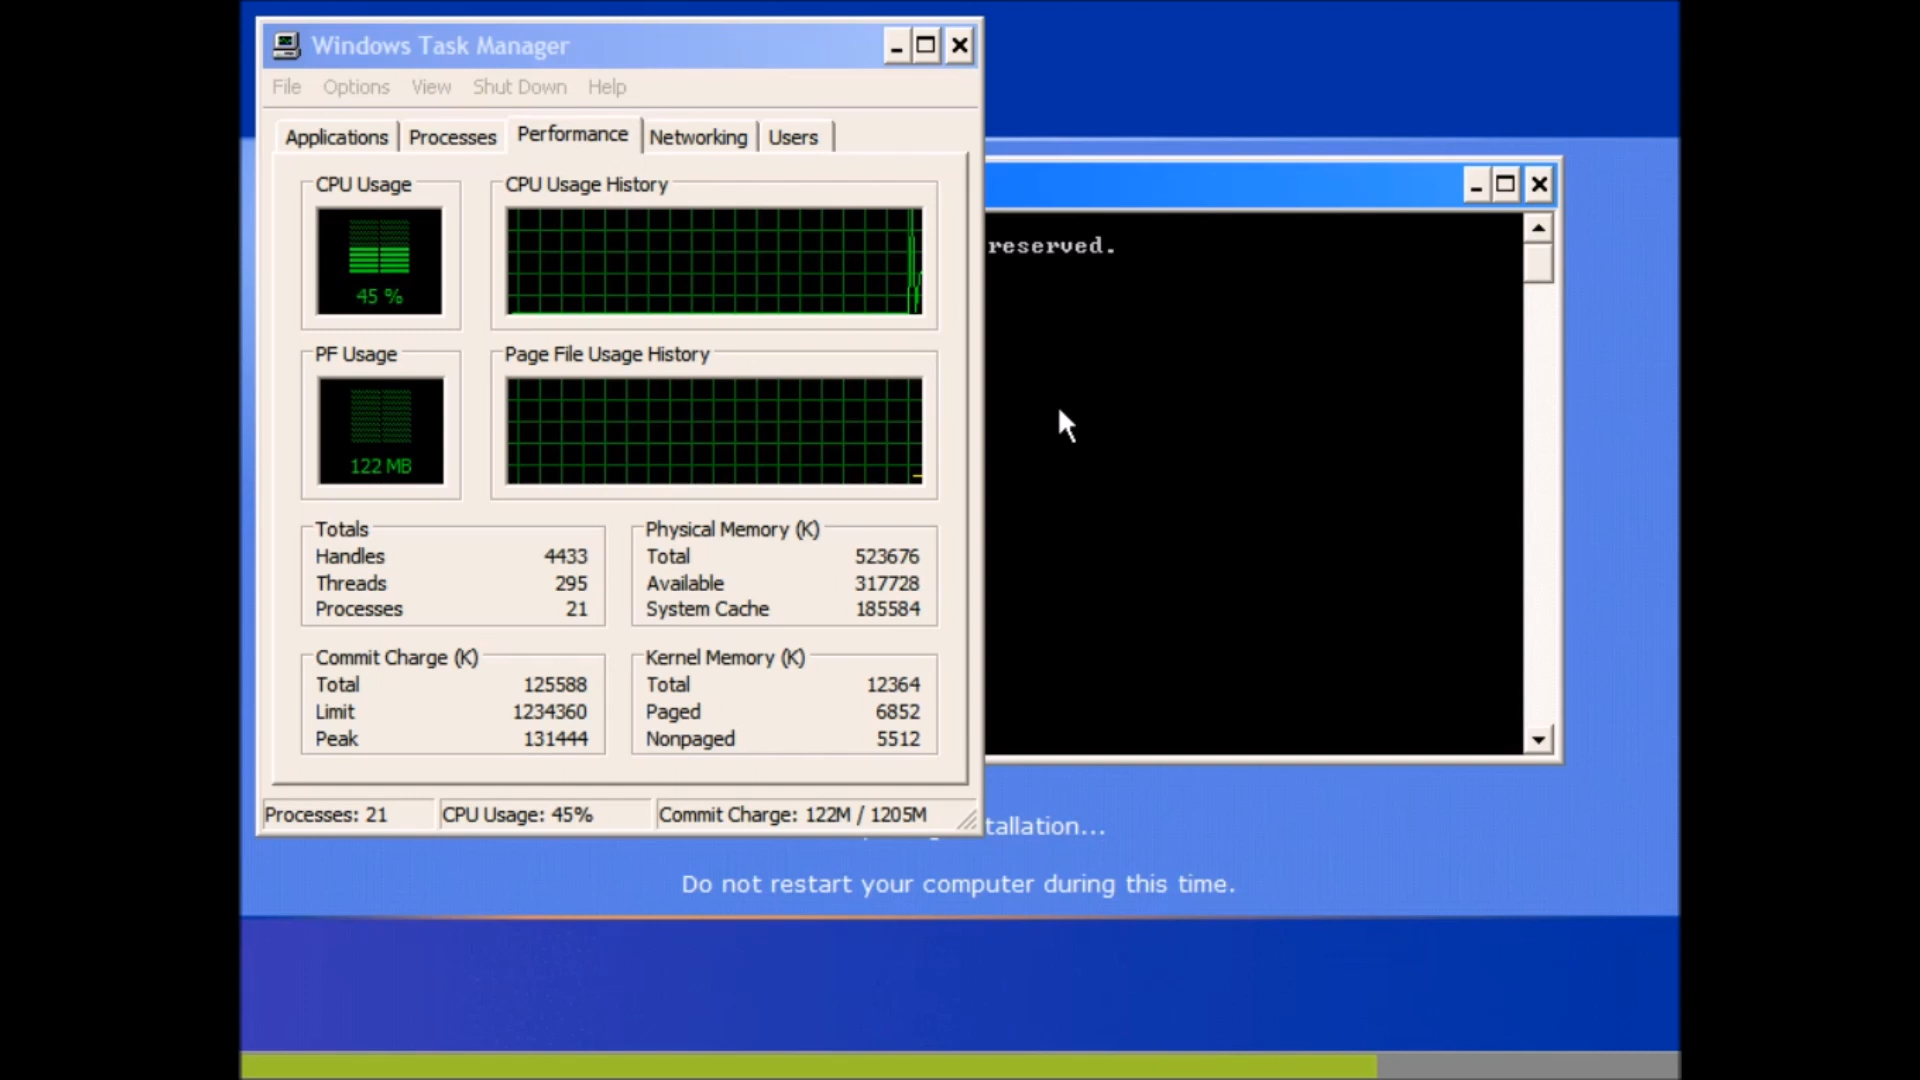 Windows Task Manager
File Options View Shut Down Help
Applications Processes Performance Networking Users
CPU Usage
45 %
CPU Usage History
PF Usage
122 MB
Page File Usage History
Totals
Handles 4433
Threads 295
Processes 21
Physical Memory (K)
Total 523676
Available 317728
System Cache 185584
Commit Charge (K)
Total 125588
Limit 1234360
Peak 131444
Kernel Memory (K)
Total 12364
Paged 6852
Nonpaged 5512
Processes: 21 CPU Usage: 45% Commit Charge: 122M / 1205M
reserved.
tallation...
Do not restart your computer during this time.